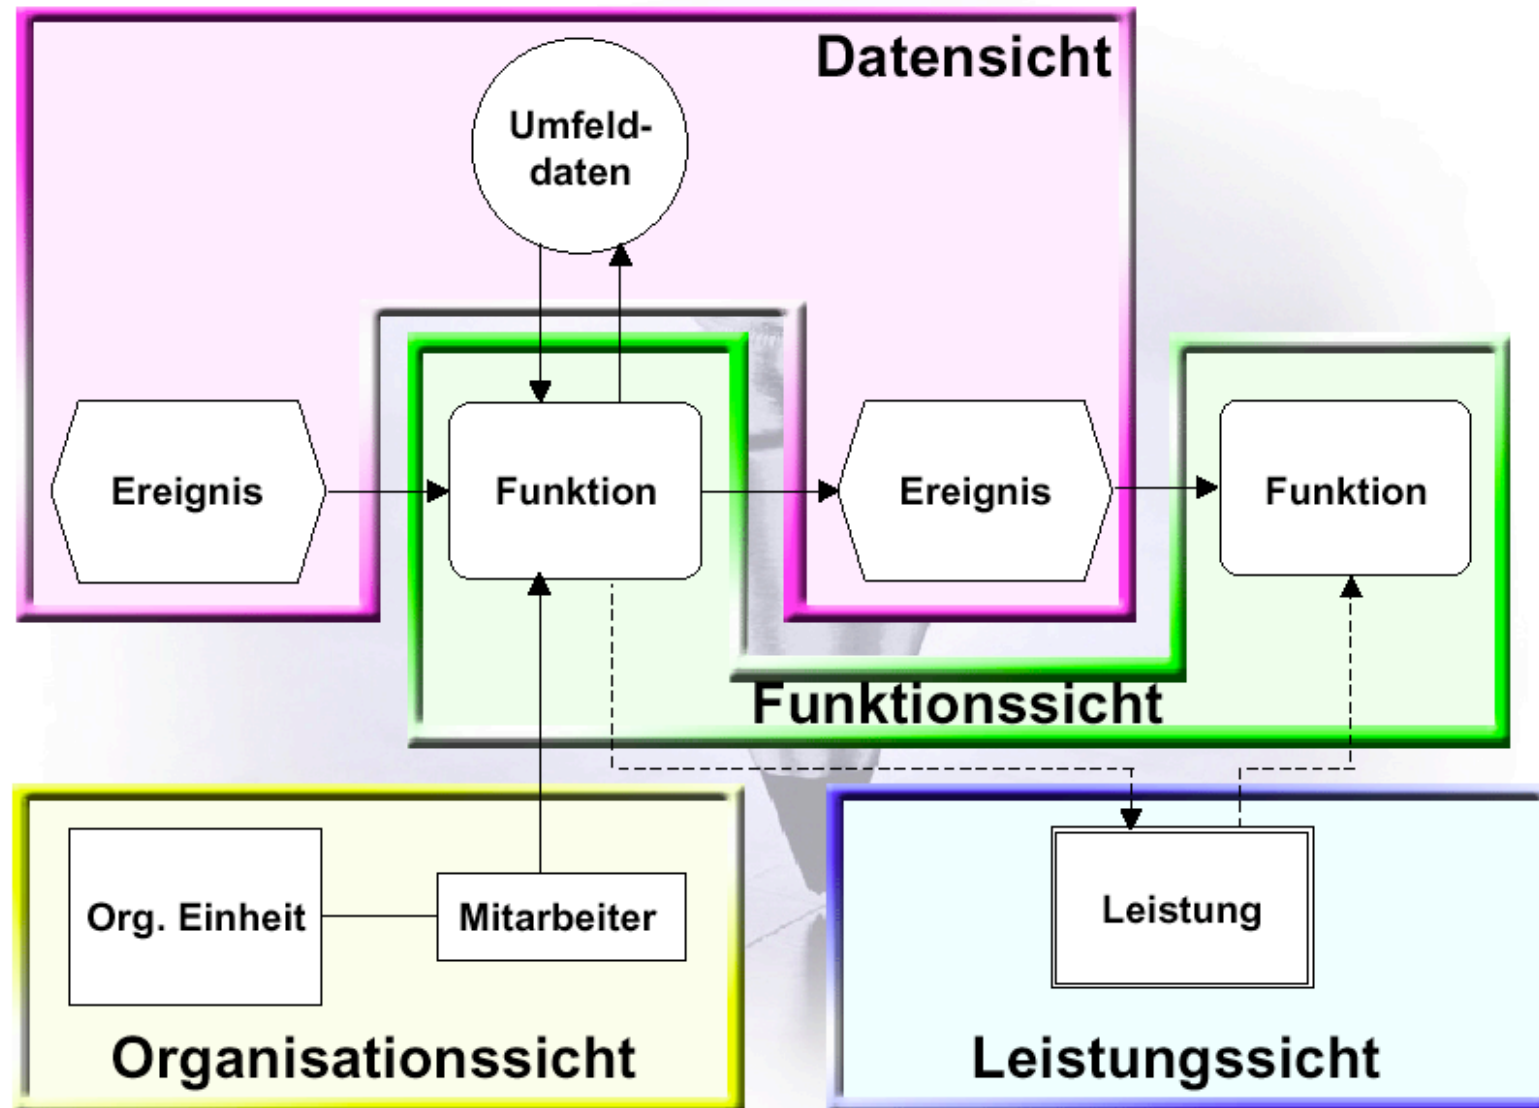 Datensicht
Umfeld-
daten
Ereignis
Funktion
Ereignis
Funktion
Funktionssicht
Org. Einheit
Mitarbeiter
Leistung
Organisationssicht
Leistungssicht